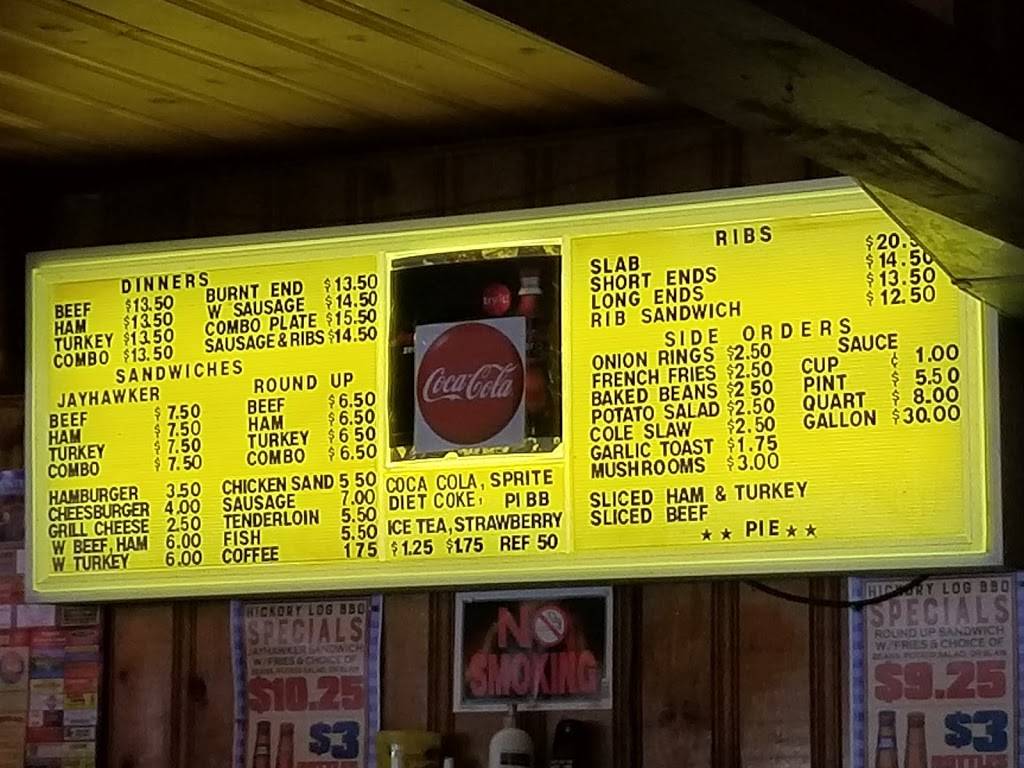 DINNERS
BEEF $13.50
HAM $13.50
TURKEY $13.50
COMBO $13.50
BURNT END $13.50
W SAUSAGE $14.50
COMBO PLATE $15.50
SAUSAGE & RIBS $14.50
SANDWICHES
JAYHAWKER
BEEF $7.50
HAM $7.50
TURKEY $7.50
COMBO $7.50
ROUND UP
BEEF $6.50
HAM $6.50
TURKEY $6 50
COMBO $6.50
HAMBURGER 3.50
CHEESBURGER 4.00
GRILL CHEESE 2.50
W BEEF, HAM 6.00
W TURKEY 6.00
CHICKEN SAND 5 50
SAUSAGE 7.00
TENDERLOIN 5.50
FISH 5.50
COFFEE 1 75
Coca-Cola
COCA COLA, SPRITE
DIET COKE, PI BB
ICE TEA, STRAWBERRY
$1.25 $1.75 REF 50
RIBS
SLAB
SHORT ENDS $14.50
LONG ENDS $13.50
RIB SANDWICH $12.50
SIDE ORDERS
ONION RINGS $2.50
FRENCH FRIES $2.50
BAKED BEANS $2 50
POTATO SALAD $2.50
COLE SLAW $2.50
GARLIC TOAST $1.75
MUSHROOMS $3.00
SAUCE
CUP ¢ 1.00
PINT $ 5.50
QUART $ 8.00
GALLON $30.00
SLICED HAM & TURKEY
SLICED BEEF
★★ PIE ★★
HICKORY LOG BBQ
SPECIALS
JAYHAWKER SANDWICH
W/FRIES & CHOICE OF
$10.25
$3
NO
SMOKING
HICKORY LOG BBQ
SPECIALS
ROUND UP SANDWICH
W/FRIES & CHOICE OF
$9.25
$3
BOTTLES